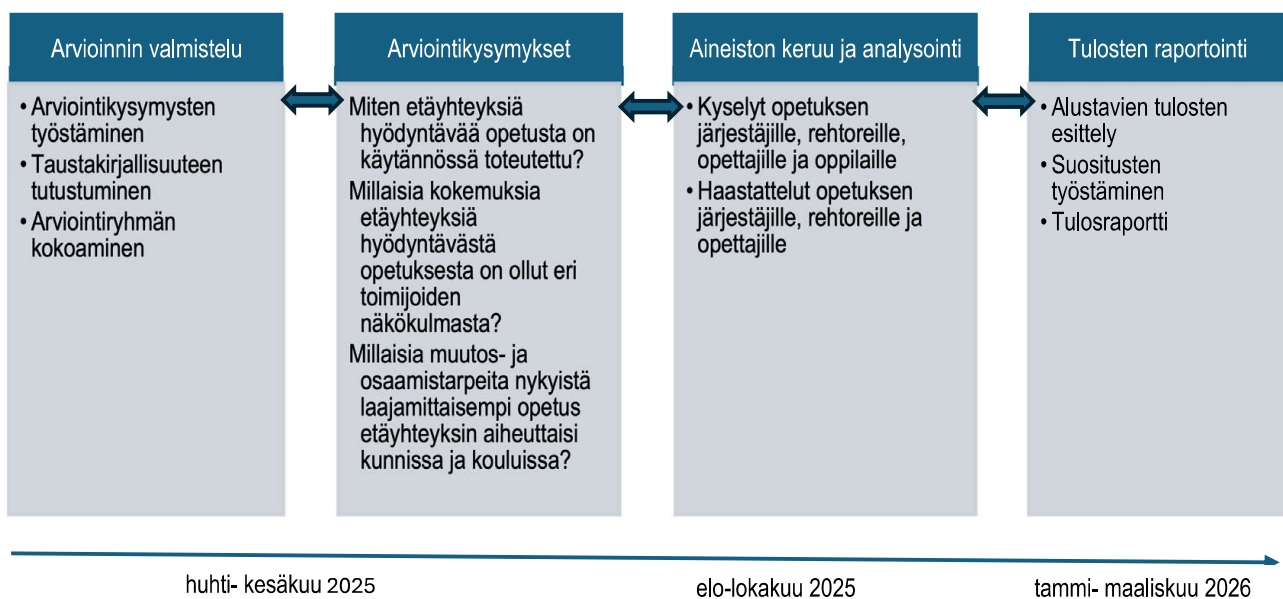 Arvioinnin valmistelu
• Arviointikysymysten
työstäminen
• Taustakirjallisuuteen
tutustuminen
• Arviointiryhmän
kokoaminen
Arviointikysymykset
Miten etäyhteyksiä
hyödyntävää opetusta on
käytännössä toteutettu?
Millaisia kokemuksia
etäyhteyksiä
hyödyntävästä
opetuksesta on ollut eri
toimijoiden
näkökulmasta?
Millaisia muutos- ja
osaamistarpeita nykyistä
laajamittaisempi opetus
etäyhteyksin aiheuttaisi
kunnissa ja kouluissa?
Aineiston keruu ja analysointi
• Kyselyt opetuksen
järjestäjille, rehtoreille,
opettajille ja oppilaille
• Haastattelut opetuksen
järjestäjille, rehtoreille ja
opettajille
Tulosten raportointi
• Alustavien tulosten
esittely
• Suositusten
työstäminen
• Tulosraportti
huhti- kesäkuu 2025
elo-lokakuu 2025
tammi- maaliskuu 2026